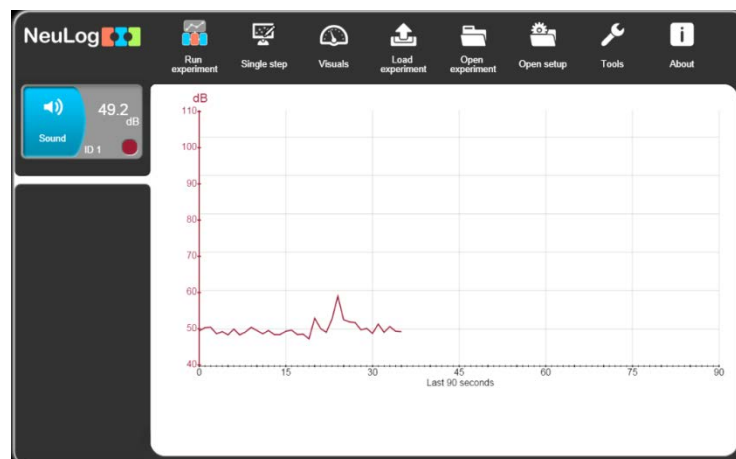 NeuLog
Run
experiment
Single step
Visuals
Load
experiment
Open
experiment
Open setup
Tools
About
49.2
dB
Sound
ID 1
dB
110
100
90
80
70
60
50
40
0 15 30 45 60 75 90
Last 90 seconds